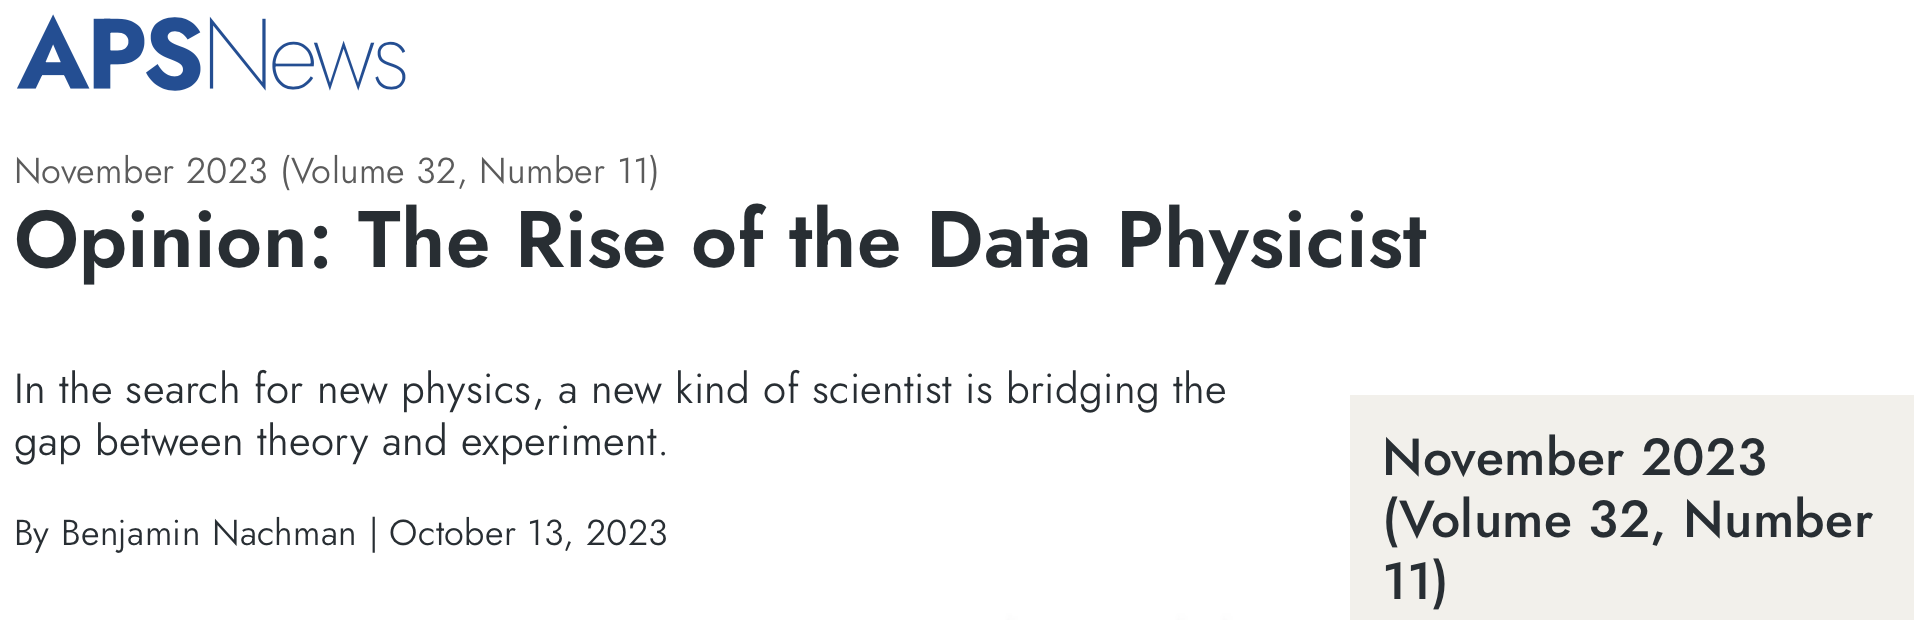 APSNews
November 2023 (Volume 32, Number 11)
Opinion: The Rise of the Data Physicist
In the search for new physics, a new kind of scientist is bridging the
gap between theory and experiment.
By Benjamin Nachman | October 13, 2023
November 2023
(Volume 32, Number
11)